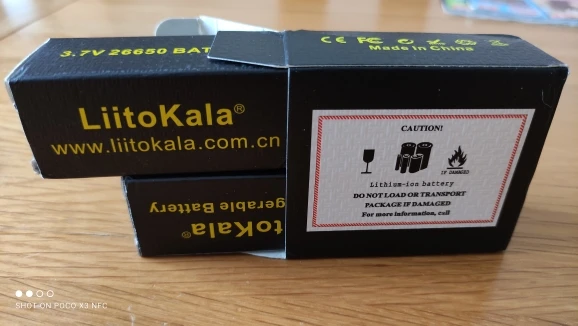 3.7V 26650 BAT
LiitoKala®
www.liitokala.com.cn
gerable Battery
toKala®
CE FC
Made in China
CAUTION!
IF DAMAGED
Lithium-ion battery
DO NOT LOAD OR TRANSPORT
PACKAGE IF DAMAGED
For more information, call
SHOT ON POCO X3 NFC